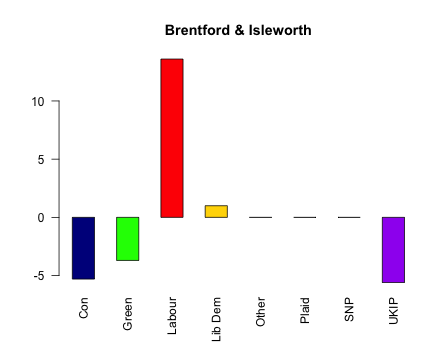 Brentford & Isleworth
10
5
0
-5
Con
Green
Labour
Lib Dem
Other
Plaid
SNP
UKIP